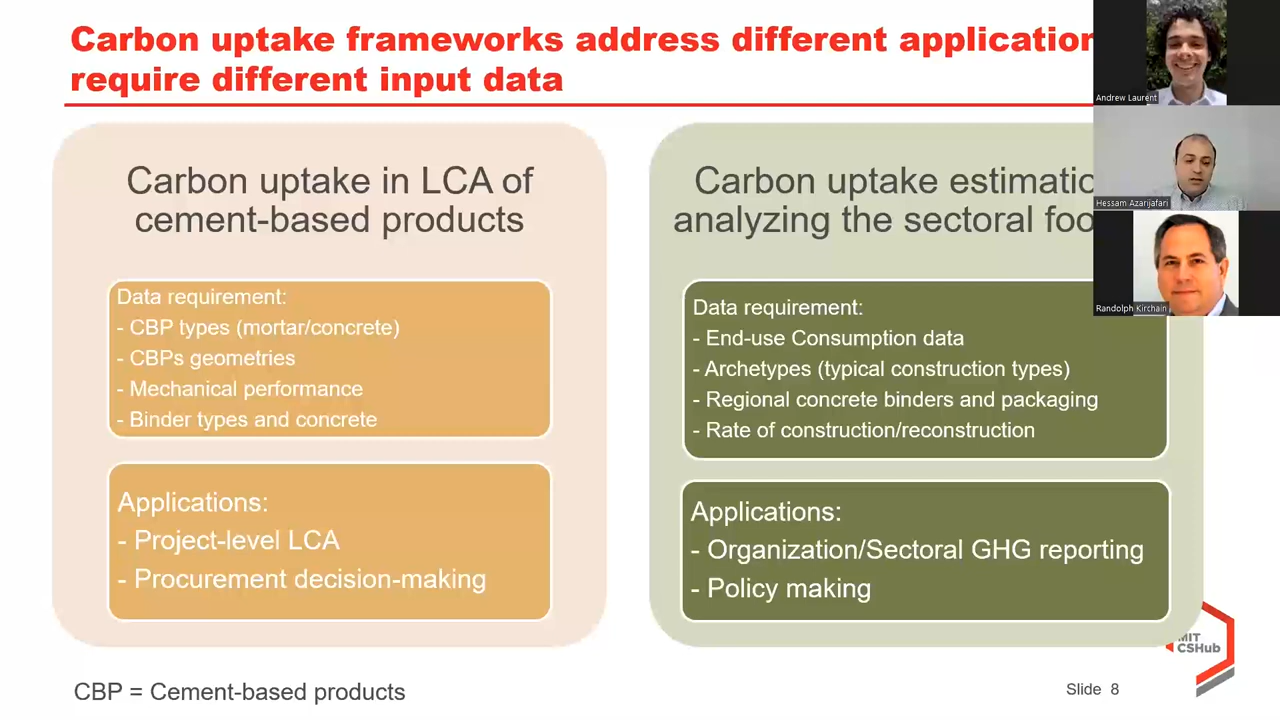 Carbon uptake frameworks address different application
require different input data
Carbon uptake in LCA of
cement-based products
Data requirement:
- CBP types (mortar/concrete)
- CBPs geometries
- Mechanical performance
- Binder types and concrete
Applications:
- Project-level LCA
- Procurement decision-making
Carbon uptake estimatio
analyzing the sectoral foo
Data requirement:
- End-use Consumption data
- Archetypes (typical construction types)
- Regional concrete binders and packaging
- Rate of construction/reconstruction
Applications:
- Organization/Sectoral GHG reporting
- Policy making
Andrew Laurent
Hessam Azarijafari
Randolph Kirchain
MIT
CSHub
CBP = Cement-based products
Slide 8